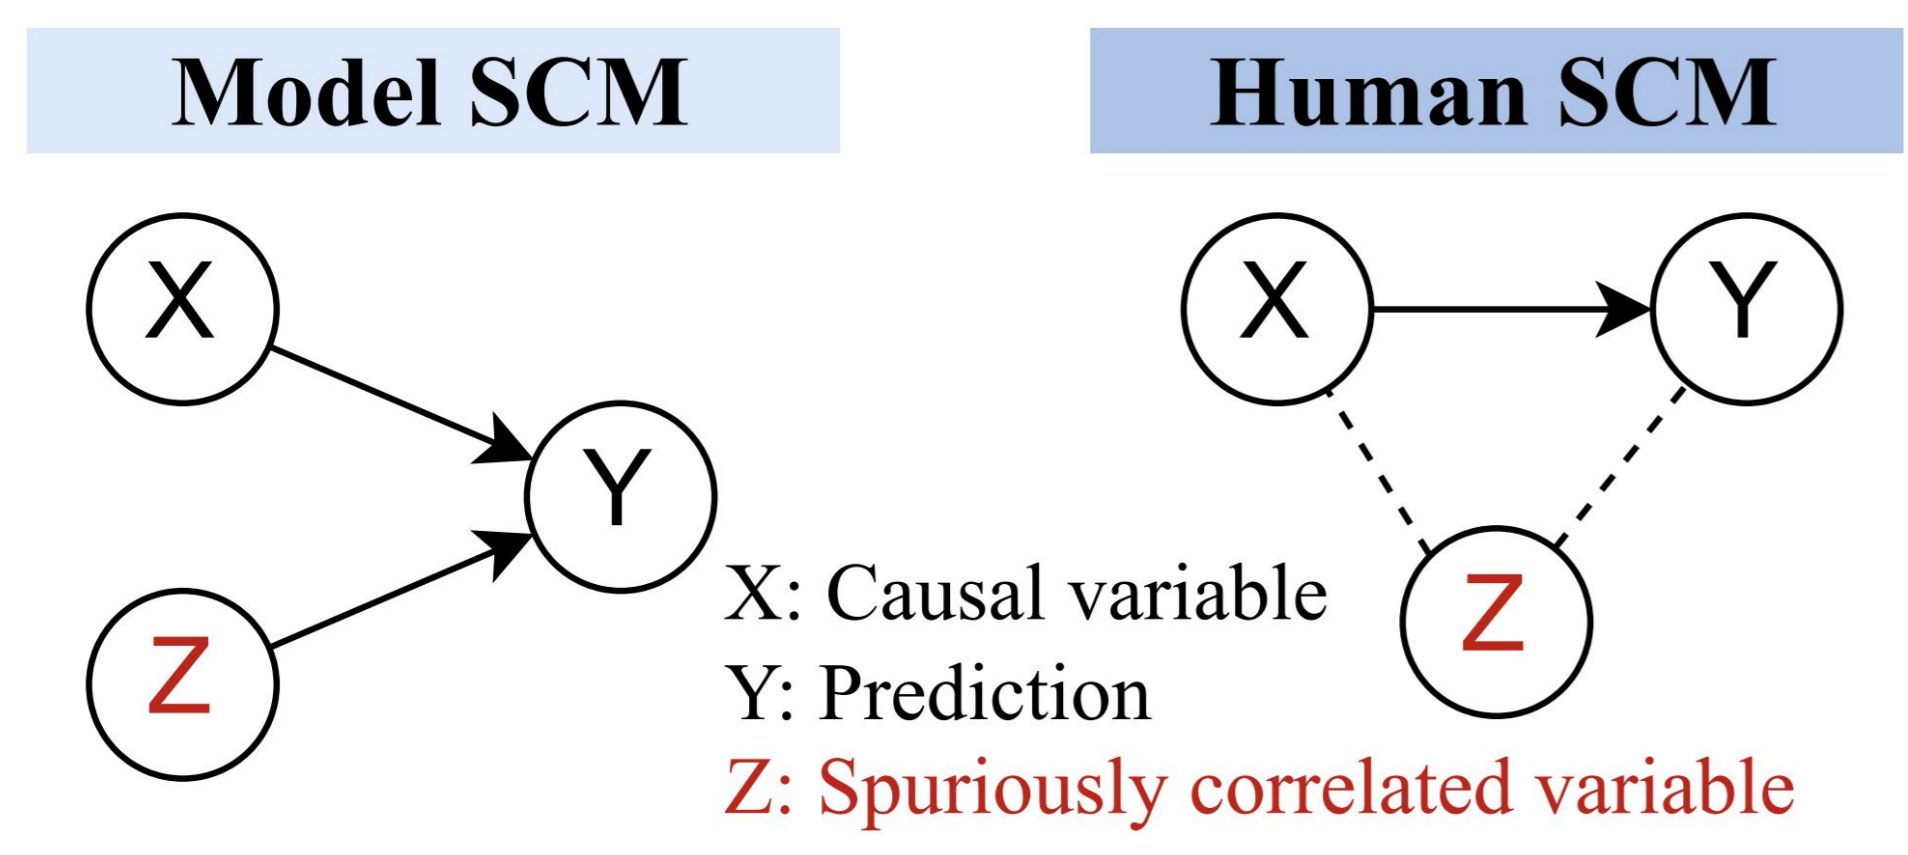 Model SCM
Human SCM
X
Z
Y
X
Y
Z
X: Causal variable
Y: Prediction
Z: Spuriously correlated variable